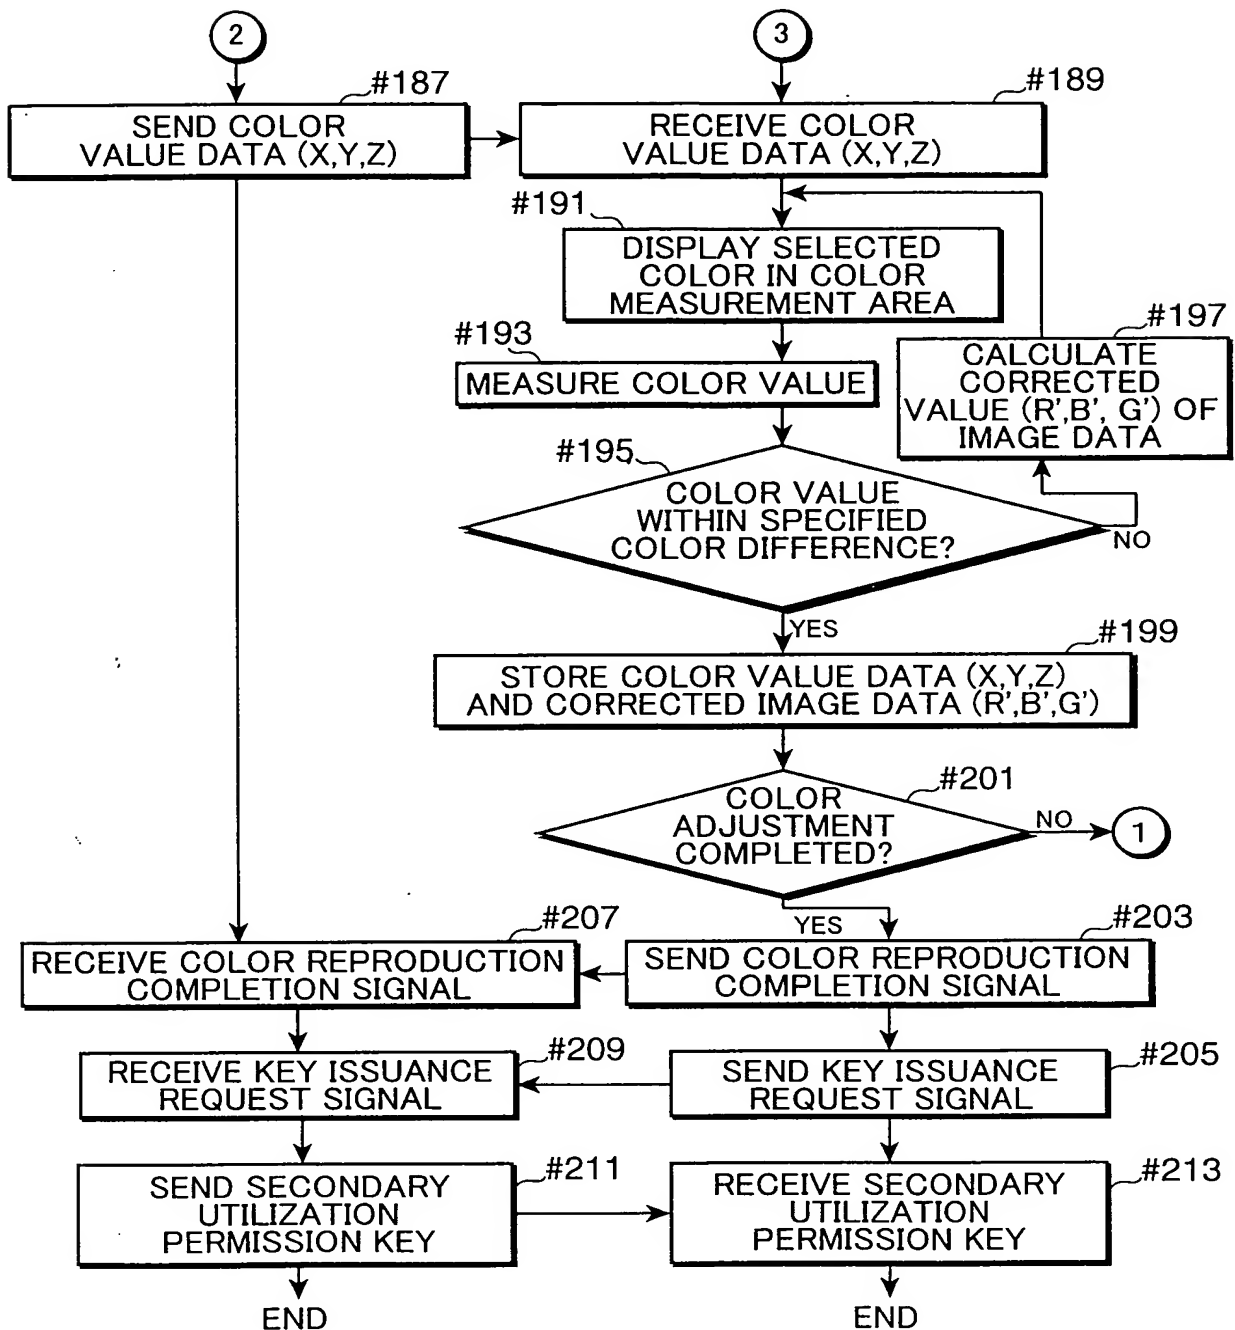 2
3
#187
#189
SEND COLOR
VALUE DATA (X,Y,Z)
RECEIVE COLOR
VALUE DATA (X,Y,Z)
#191
DISPLAY SELECTED
COLOR IN COLOR
MEASUREMENT AREA
#193
MEASURE COLOR VALUE
#197
CALCULATE
CORRECTED
VALUE (R',B', G') OF
IMAGE DATA
#195
COLOR VALUE
WITHIN SPECIFIED
COLOR DIFFERENCE?
NO
YES
#199
STORE COLOR VALUE DATA (X,Y,Z)
AND CORRECTED IMAGE DATA (R',B',G')
#201
COLOR
ADJUSTMENT
COMPLETED?
NO
1
YES
#207
#203
RECEIVE COLOR REPRODUCTION
COMPLETION SIGNAL
SEND COLOR REPRODUCTION
COMPLETION SIGNAL
#209
#205
RECEIVE KEY ISSUANCE
REQUEST SIGNAL
SEND KEY ISSUANCE
REQUEST SIGNAL
#211
#213
SEND SECONDARY
UTILIZATION
PERMISSION KEY
RECEIVE SECONDARY
UTILIZATION
PERMISSION KEY
END
END